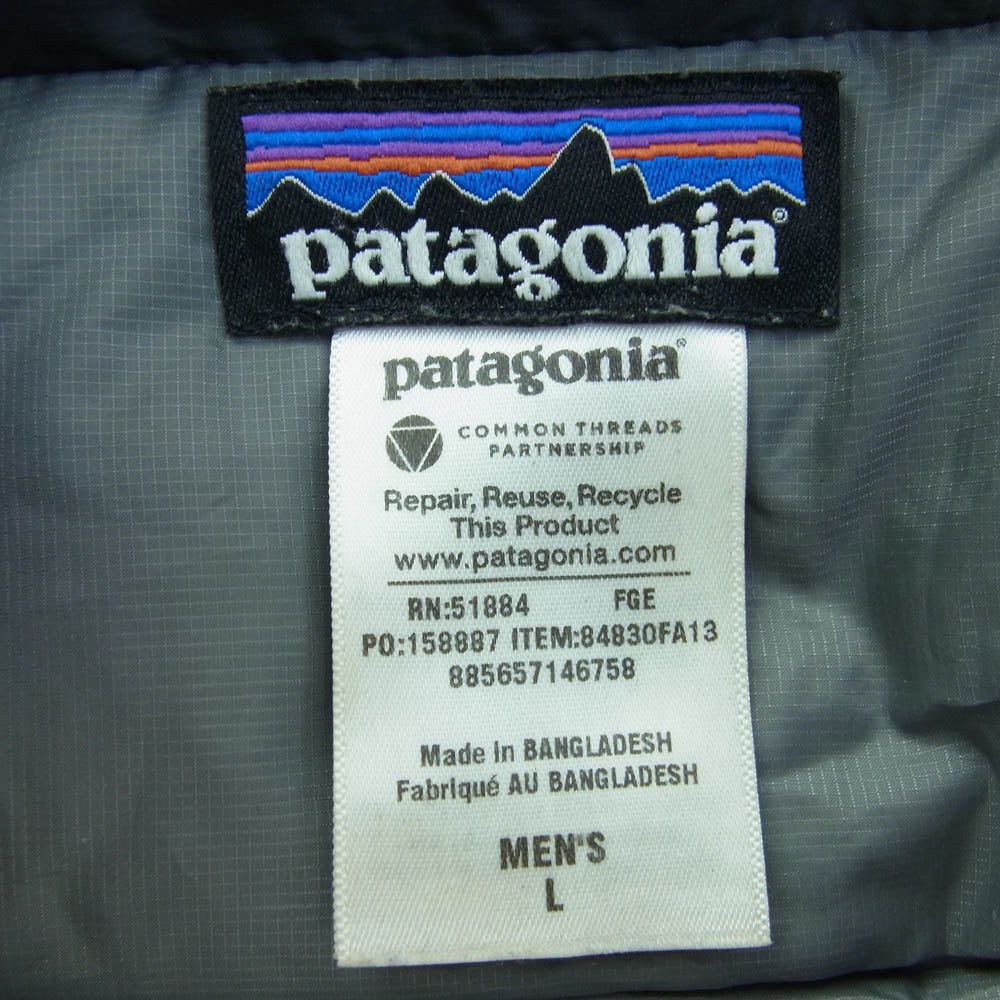 patagonia®
patagonia®
COMMON THREADS
PARTNERSHIP
Repair, Reuse, Recycle
This Product
www.patagonia.com
RN:51884 FGE
PO:158887 ITEM:84830FA13
885657146758
Made in BANGLADESH
Fabriqué AU BANGLADESH
MEN'S
L